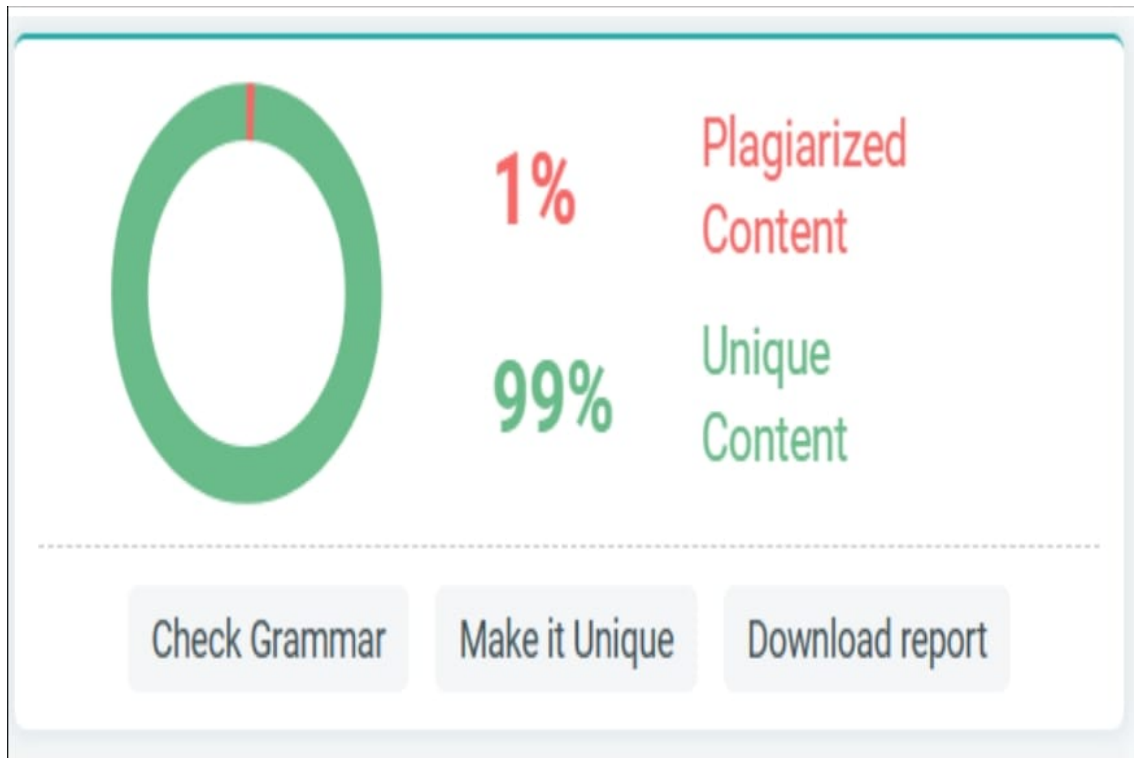 1%
Plagiarized
Content
99%
Unique
Content
Check Grammar
Make it Unique
Download report